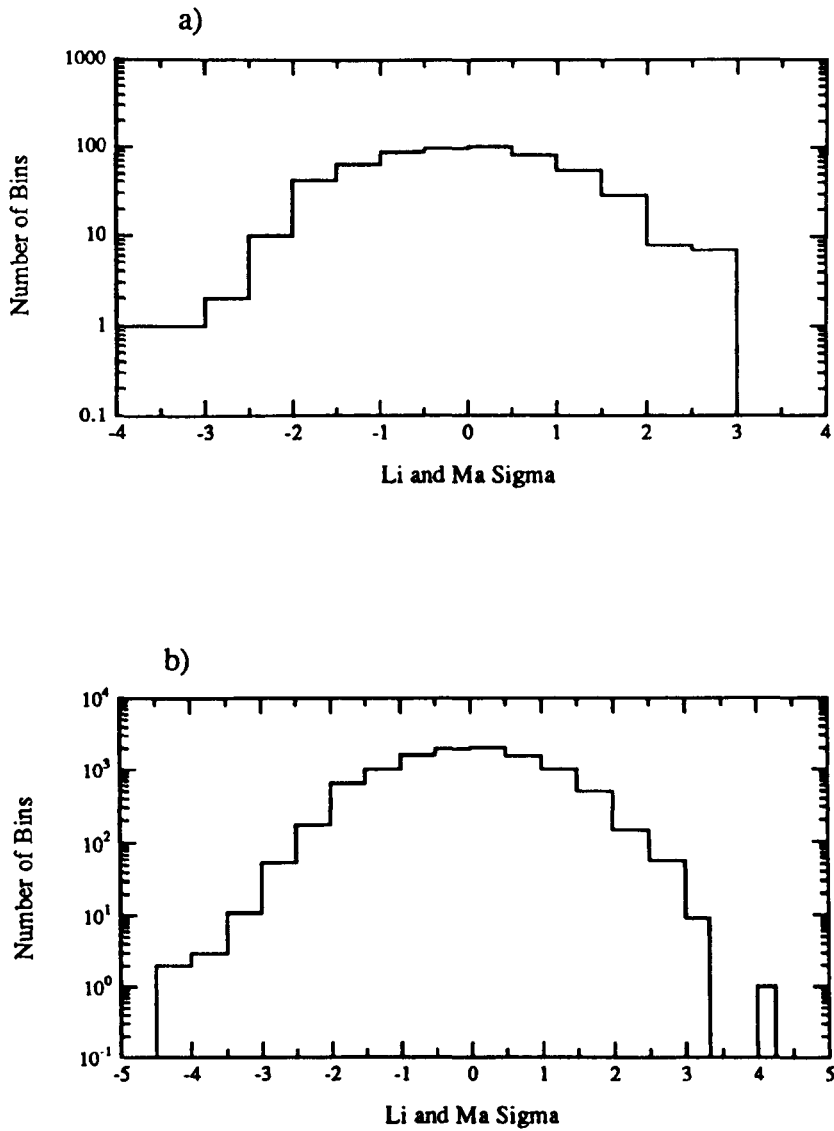 a)
1000
100
10
1
0.1
Number of Bins
-4 -3 -2 -1 0 1 2 3 4
Li and Ma Sigma
b)
10^4
10^3
10^2
10^1
10^0
10^-1
Number of Bins
-5 -4 -3 -2 -1 0 1 2 3 4 5
Li and Ma Sigma